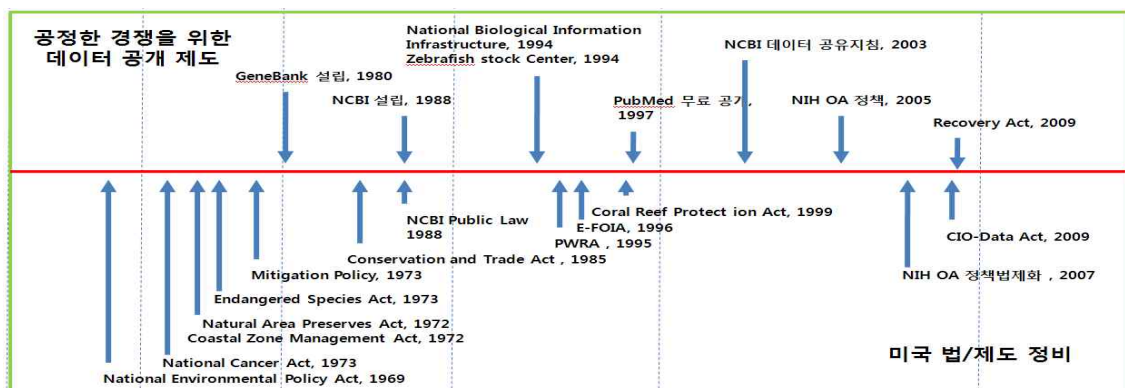 공정한 경쟁을 위한
데이터 공개 제도
GeneBank 설립, 1980
NCBI 설립, 1988
National Biological Information
Infrastructure, 1994
Zebrafish stock Center, 1994
PubMed 무료 공개,
1997
NCBI 데이터 공유지침, 2003
NIH OA 정책, 2005
Recovery Act, 2009
NCBI Public Law
1988
Coral Reef Protect ion Act, 1999
E-FOIA, 1996
PWRA , 1995
Conservation and Trade Act , 1985
Mitigation Policy, 1973
Endangered Species Act, 1973
Natural Area Preserves Act, 1972
Coastal Zone Management Act, 1972
National Cancer Act, 1973
National Environmental Policy Act, 1969
CIO-Data Act, 2009
NIH OA 정책법제화 , 2007
미국 법/제도 정비